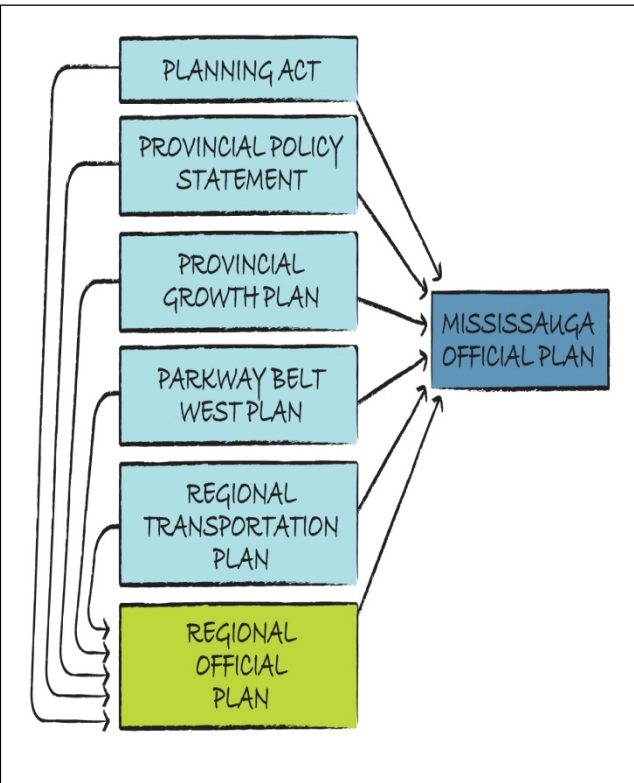 PLANNING ACT
PROVINCIAL POLICY
STATEMENT
PROVINCIAL
GROWTH PLAN
PARKWAY BELT
WEST PLAN
REGIONAL
TRANSPORTATION
PLAN
REGIONAL
OFFICIAL
PLAN
MISSISSAUGA
OFFICIAL PLAN